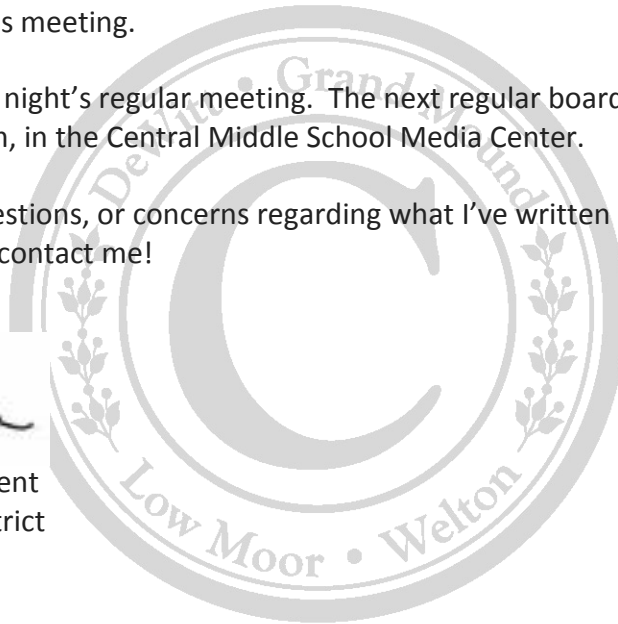 s meeting.
night's regular meeting. The next regular board
n, in the Central Middle School Media Center.
estions, or concerns regarding what I've written
contact me!
ent
trict
DeWitt • Grand Mound
C
Low Moor • Welton